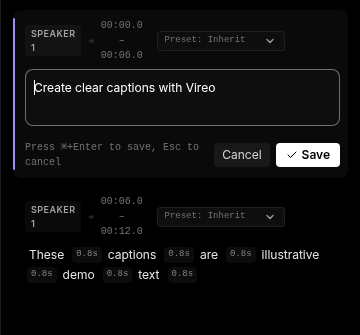 SPEAKER 1 00:00.0 – 00:06.0 Preset: Inherit
Create clear captions with Vireo
Press ⌘+Enter to save, Esc to
cancel
Cancel Save
SPEAKER 1 00:06.0 – 00:12.0 Preset: Inherit
These 0.8s captions 0.8s are 0.8s illustrative
0.8s demo 0.8s text 0.8s